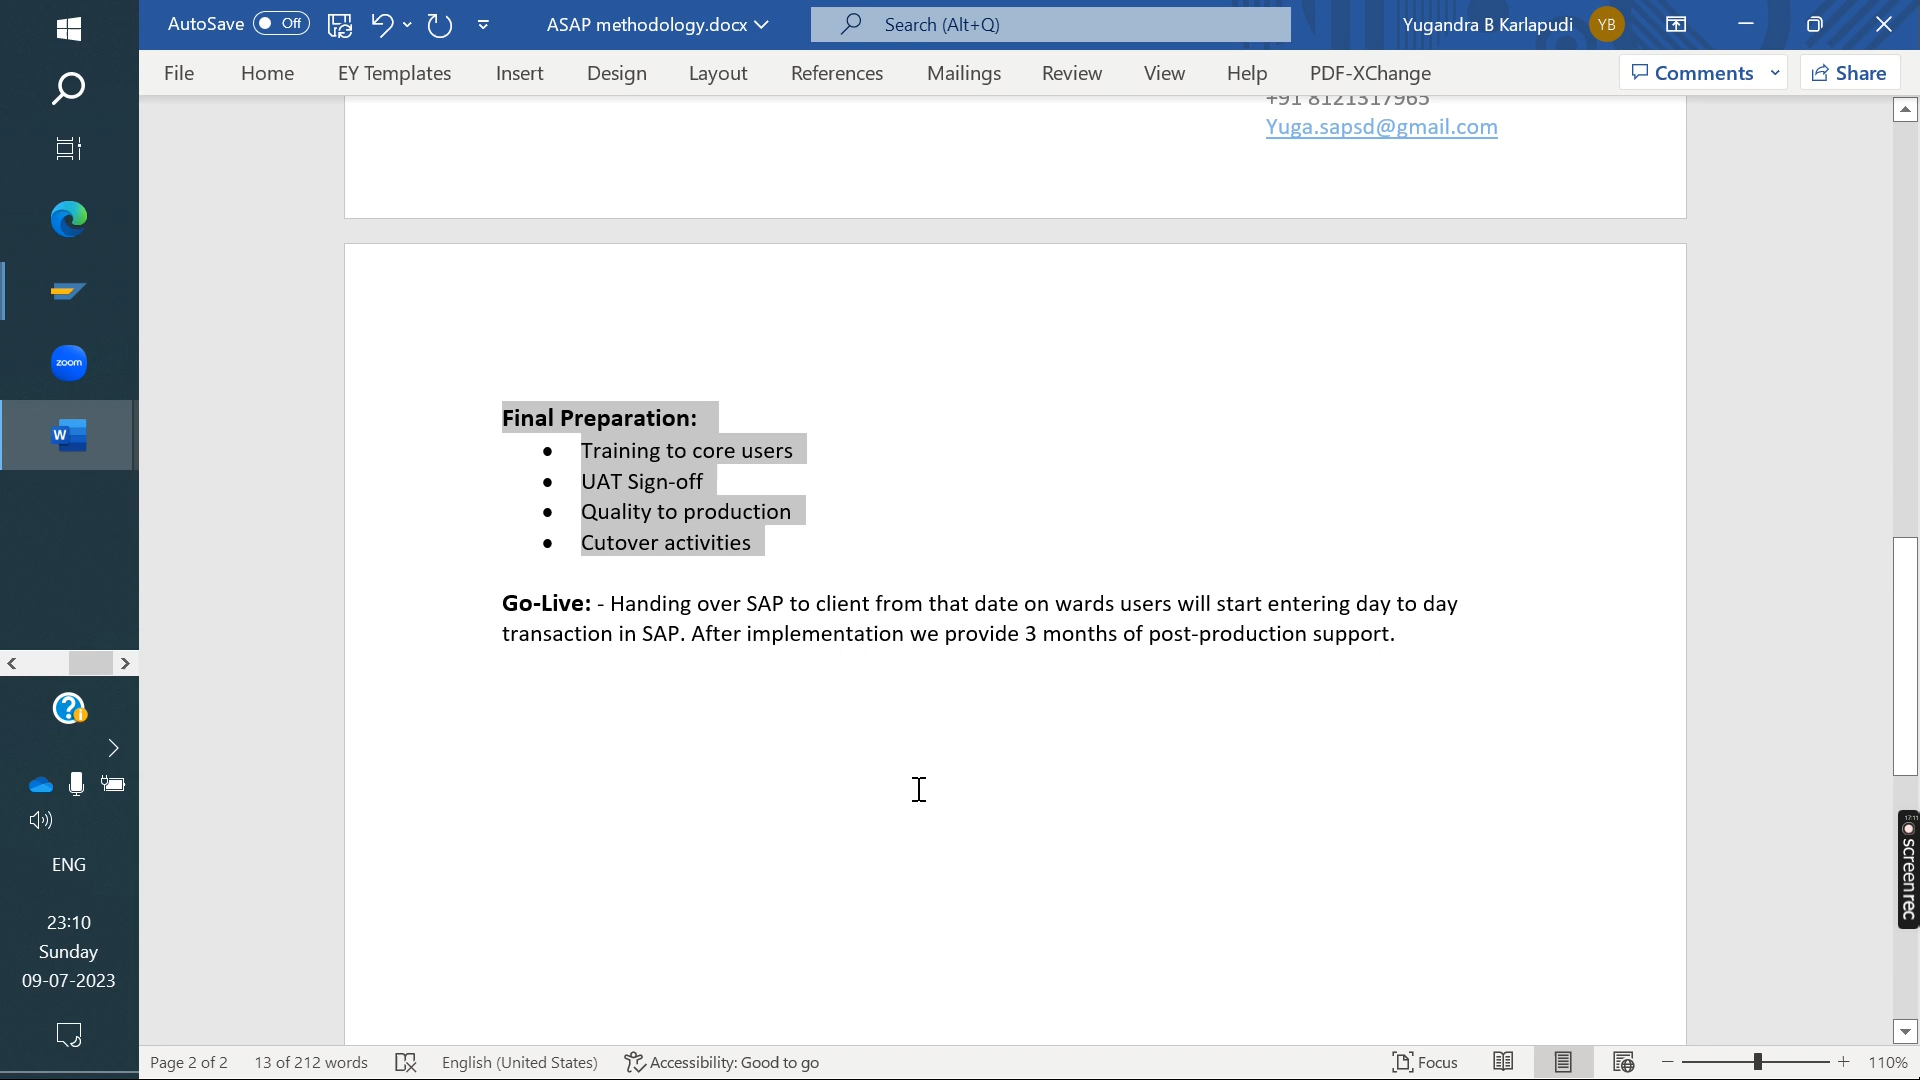 AutoSave Off ASAP methodology.docx Search (Alt+Q) Yugandra B Karlapudi YB
File Home EY Templates Insert Design Layout References Mailings Review View Help PDF-XChange Comments Share
+91 8121317965
Yuga.sapsd@gmail.com
zoom
W
Final Preparation:
• Training to core users
• UAT Sign-off
• Quality to production
• Cutover activities
Go-Live: - Handing over SAP to client from that date on wards users will start entering day to day
transaction in SAP. After implementation we provide 3 months of post-production support.
ENG
23:10
Sunday
09-07-2023
17:11
screenrec
Page 2 of 2 13 of 212 words English (United States) Accessibility: Good to go Focus 110%